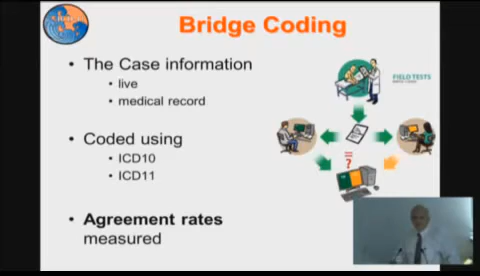 Bridge Coding
• The Case information
• live
• medical record
FIELD TESTS
• Coded using
• ICD10
• ICD11
= ?
• Agreement rates
measured